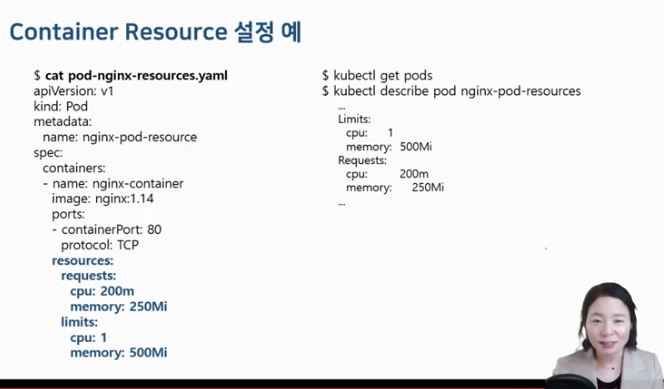 Container Resource 설정 예
$ cat pod-nginx-resources.yaml
apiVersion: v1
kind: Pod
metadata:
name: nginx-pod-resource
spec:
containers:
- name: nginx-container
image: nginx:1.14
ports:
- containerPort: 80
protocol: TCP
resources:
requests:
cpu: 200m
memory: 250Mi
limits:
cpu: 1
memory: 500Mi
$ kubectl get pods
$ kubectl describe pod nginx-pod-resources
...
Limits:
cpu: 1
memory: 500Mi
Requests:
cpu: 200m
memory: 250Mi
...